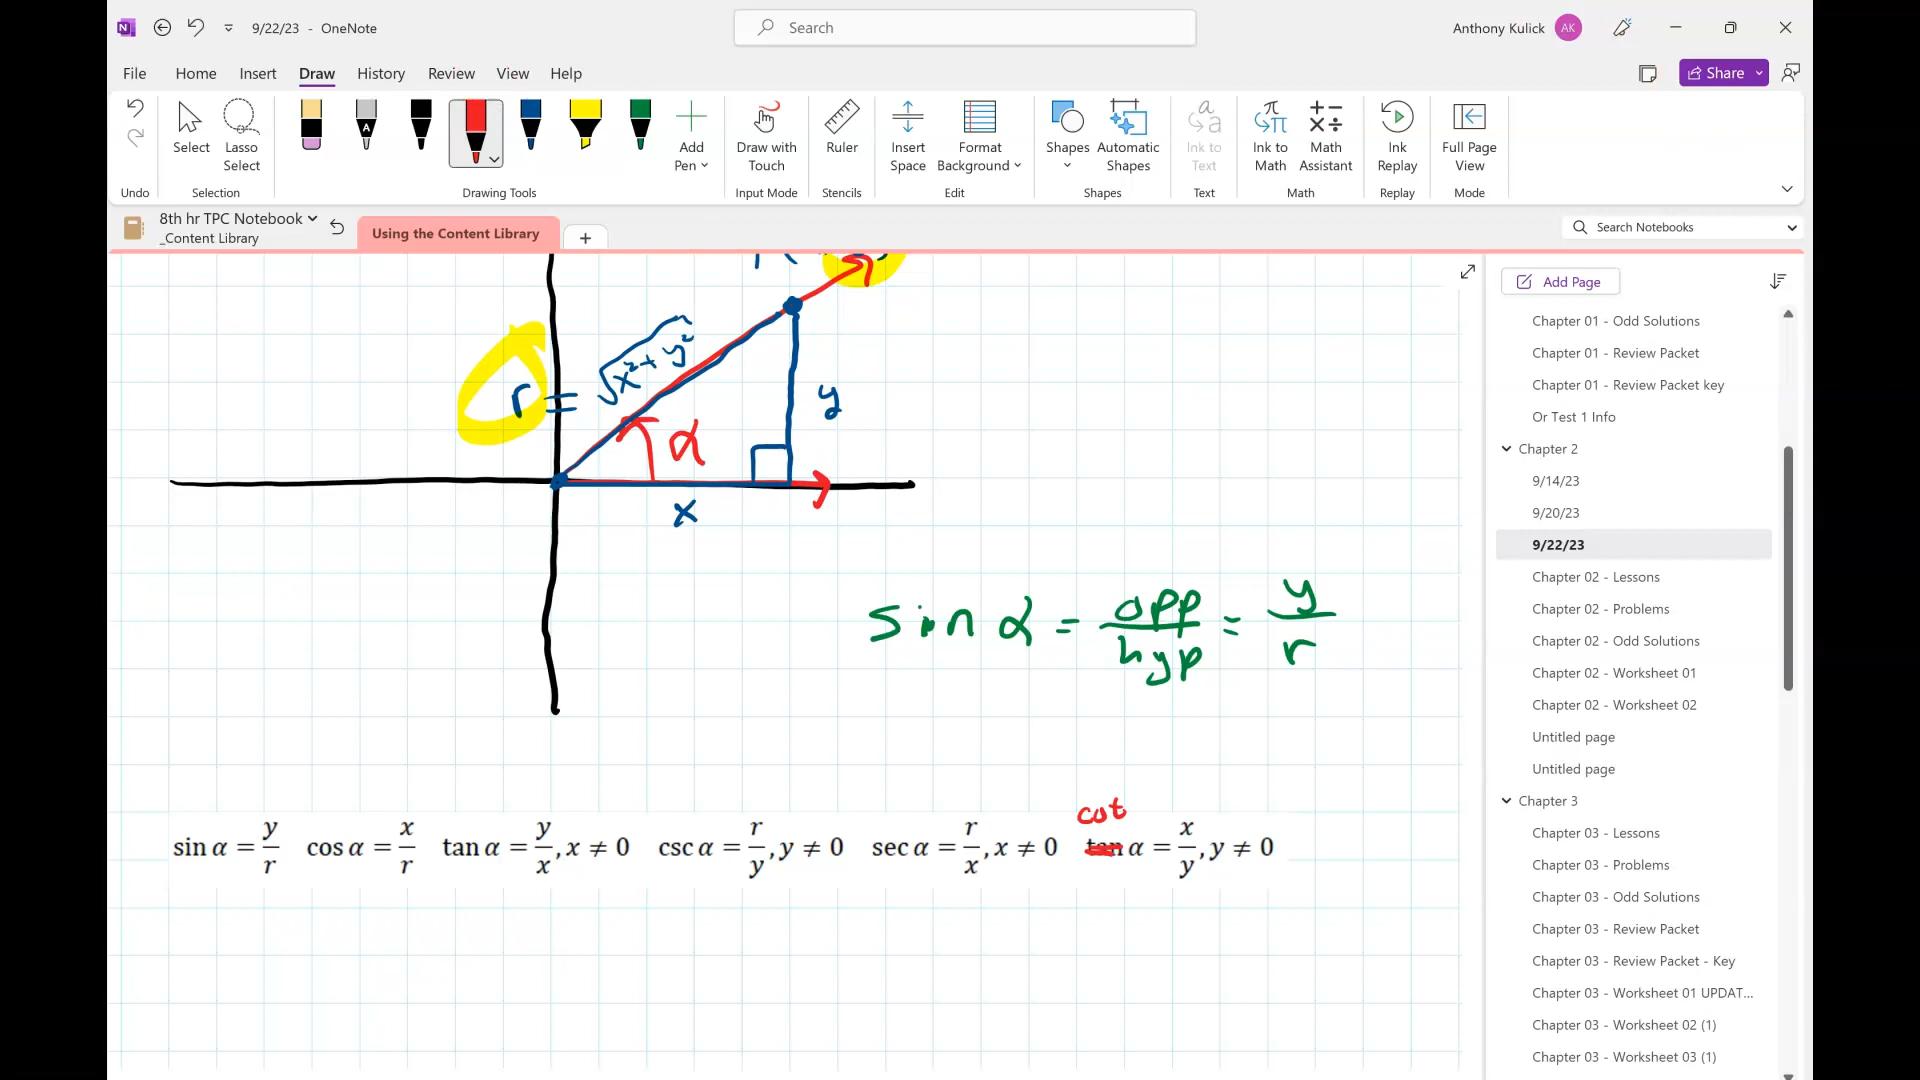 9/22/23 - OneNote
Search
Anthony Kulick AK
File Home Insert Draw History Review View Help
Share
Undo
Select
Lasso Select
Selection
A
Drawing Tools
Add Pen
Draw with Touch
Input Mode
Ruler
Stencils
Insert Space
Format Background
Edit
Shapes
Automatic Shapes
Shapes
Ink to Text
Text
Ink to Math
Math Assistant
Math
Ink Replay
Replay
Full Page View
Mode
8th hr TPC Notebook
_Content Library
Using the Content Library
Search Notebooks
r = √x²+y²
α
y
x
sin α = opp/hyp = y/r
cot
sin α = y/r cos α = x/r tan α = y/x, x ≠ 0 csc α = r/y, y ≠ 0 sec α = r/x, x ≠ 0 tan α = x/y, y ≠ 0
Add Page
Chapter 01 - Odd Solutions
Chapter 01 - Review Packet
Chapter 01 - Review Packet key
Or Test 1 Info
Chapter 2
9/14/23
9/20/23
9/22/23
Chapter 02 - Lessons
Chapter 02 - Problems
Chapter 02 - Odd Solutions
Chapter 02 - Worksheet 01
Chapter 02 - Worksheet 02
Untitled page
Untitled page
Chapter 3
Chapter 03 - Lessons
Chapter 03 - Problems
Chapter 03 - Odd Solutions
Chapter 03 - Review Packet
Chapter 03 - Review Packet - Key
Chapter 03 - Worksheet 01 UPDAT...
Chapter 03 - Worksheet 02 (1)
Chapter 03 - Worksheet 03 (1)